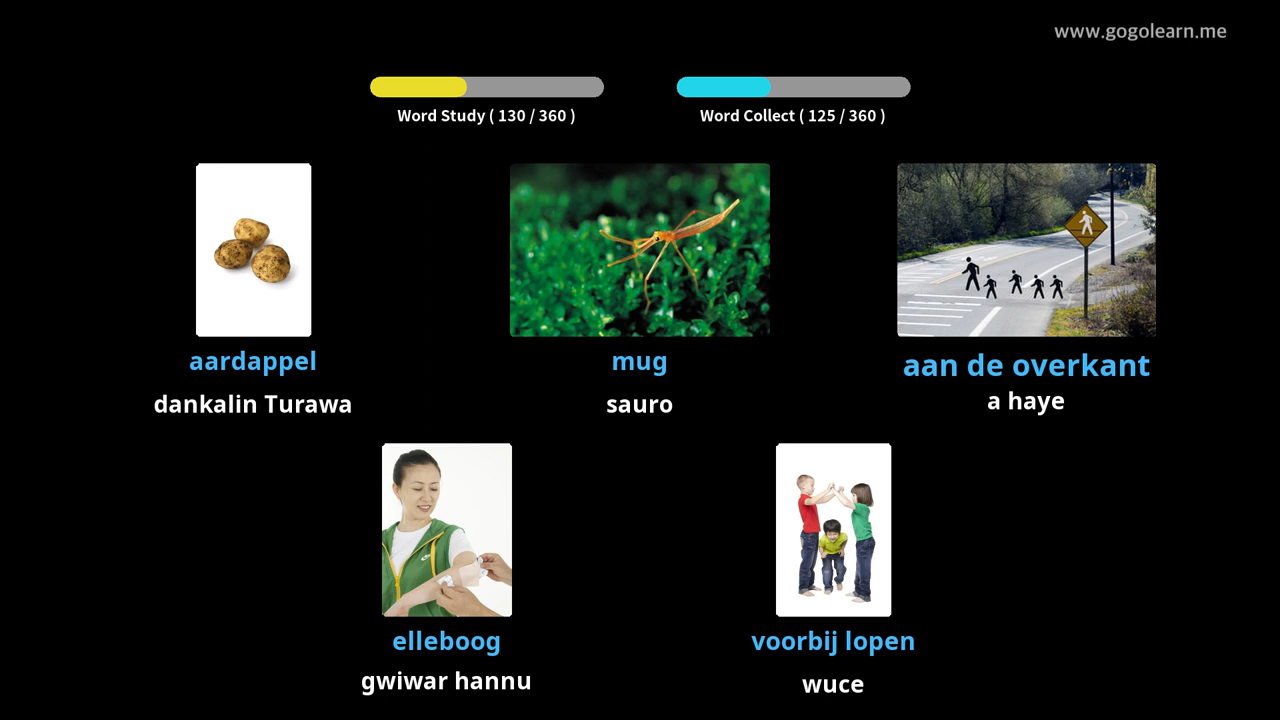 www.gogolearn.me
Word Study ( 130 / 360 )
Word Collect ( 125 / 360 )
aardappel
mug
aan de overkant
dankalin Turawa
sauro
a haye
elleboog
voorbij lopen
gwiwar hannu
wuce